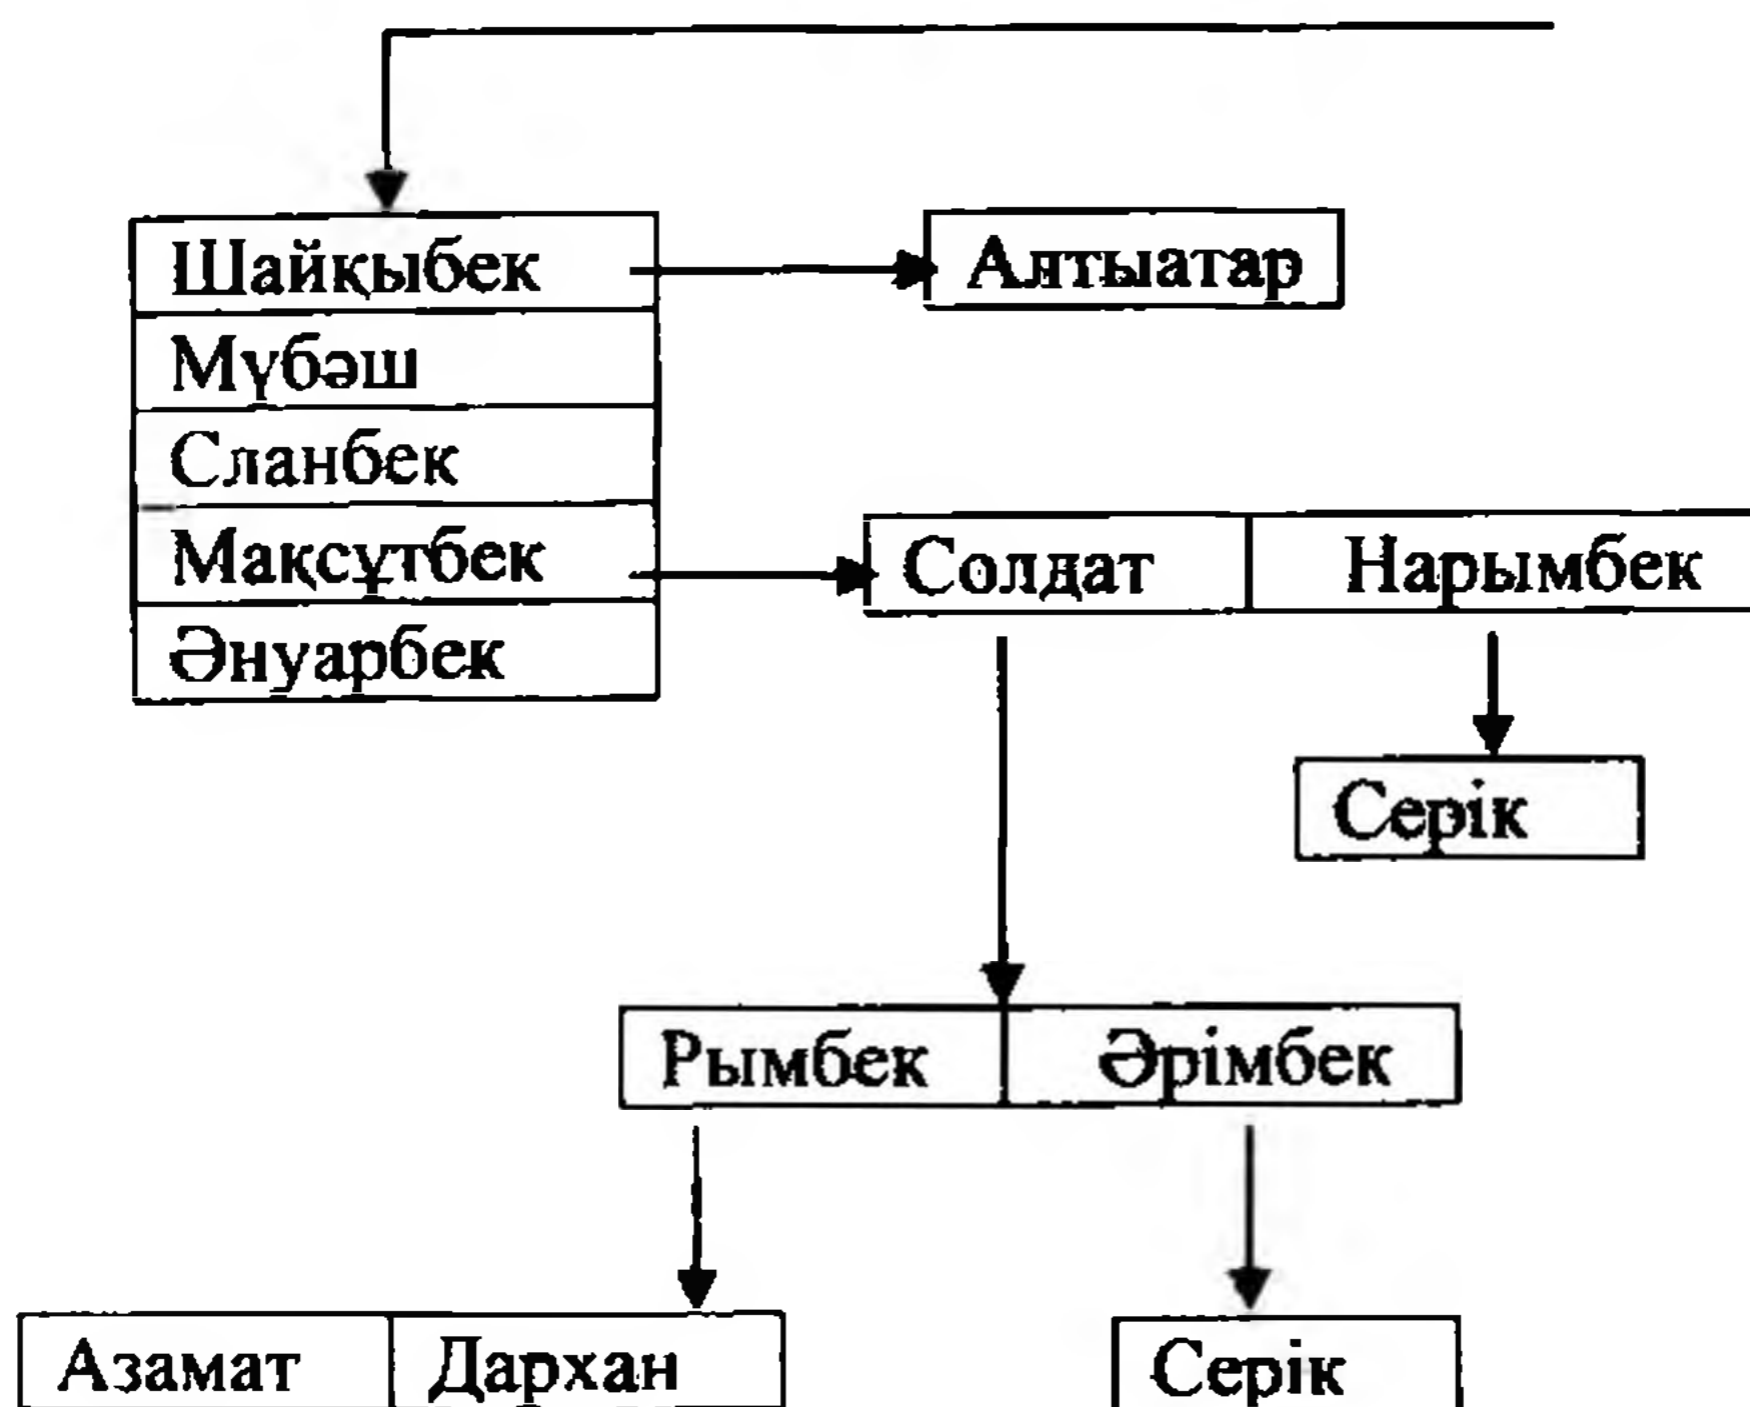 Шайқыбек
Алтыатар
Мүбәш
Сланбек
Мақсұтбек
Солдат
Нарымбек
Әнуарбек
Серік
Рымбек
Әрімбек
Азамат
Дархан
Серік